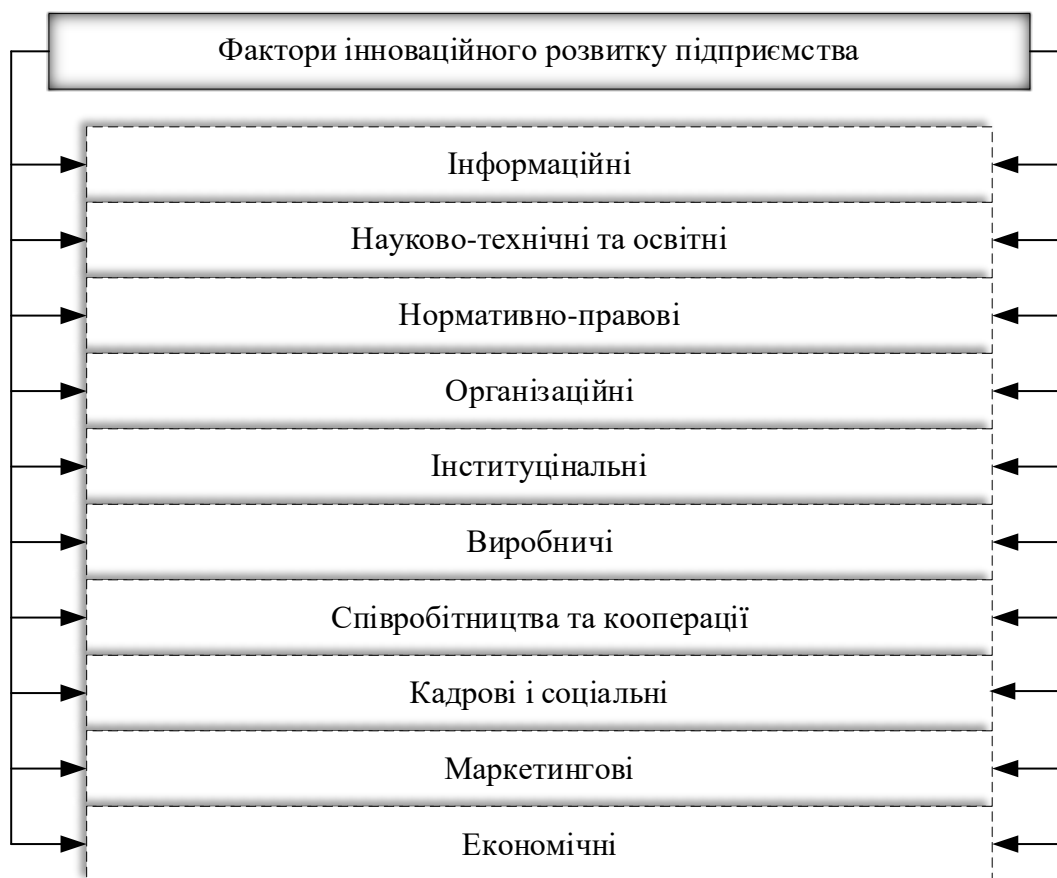 Фактори інноваційного розвитку підприємства
Інформаційні
Науково-технічні та освітні
Нормативно-правові
Організаційні
Інституцінальні
Виробничі
Співробітництва та кооперації
Кадрові і соціальні
Маркетингові
Економічні